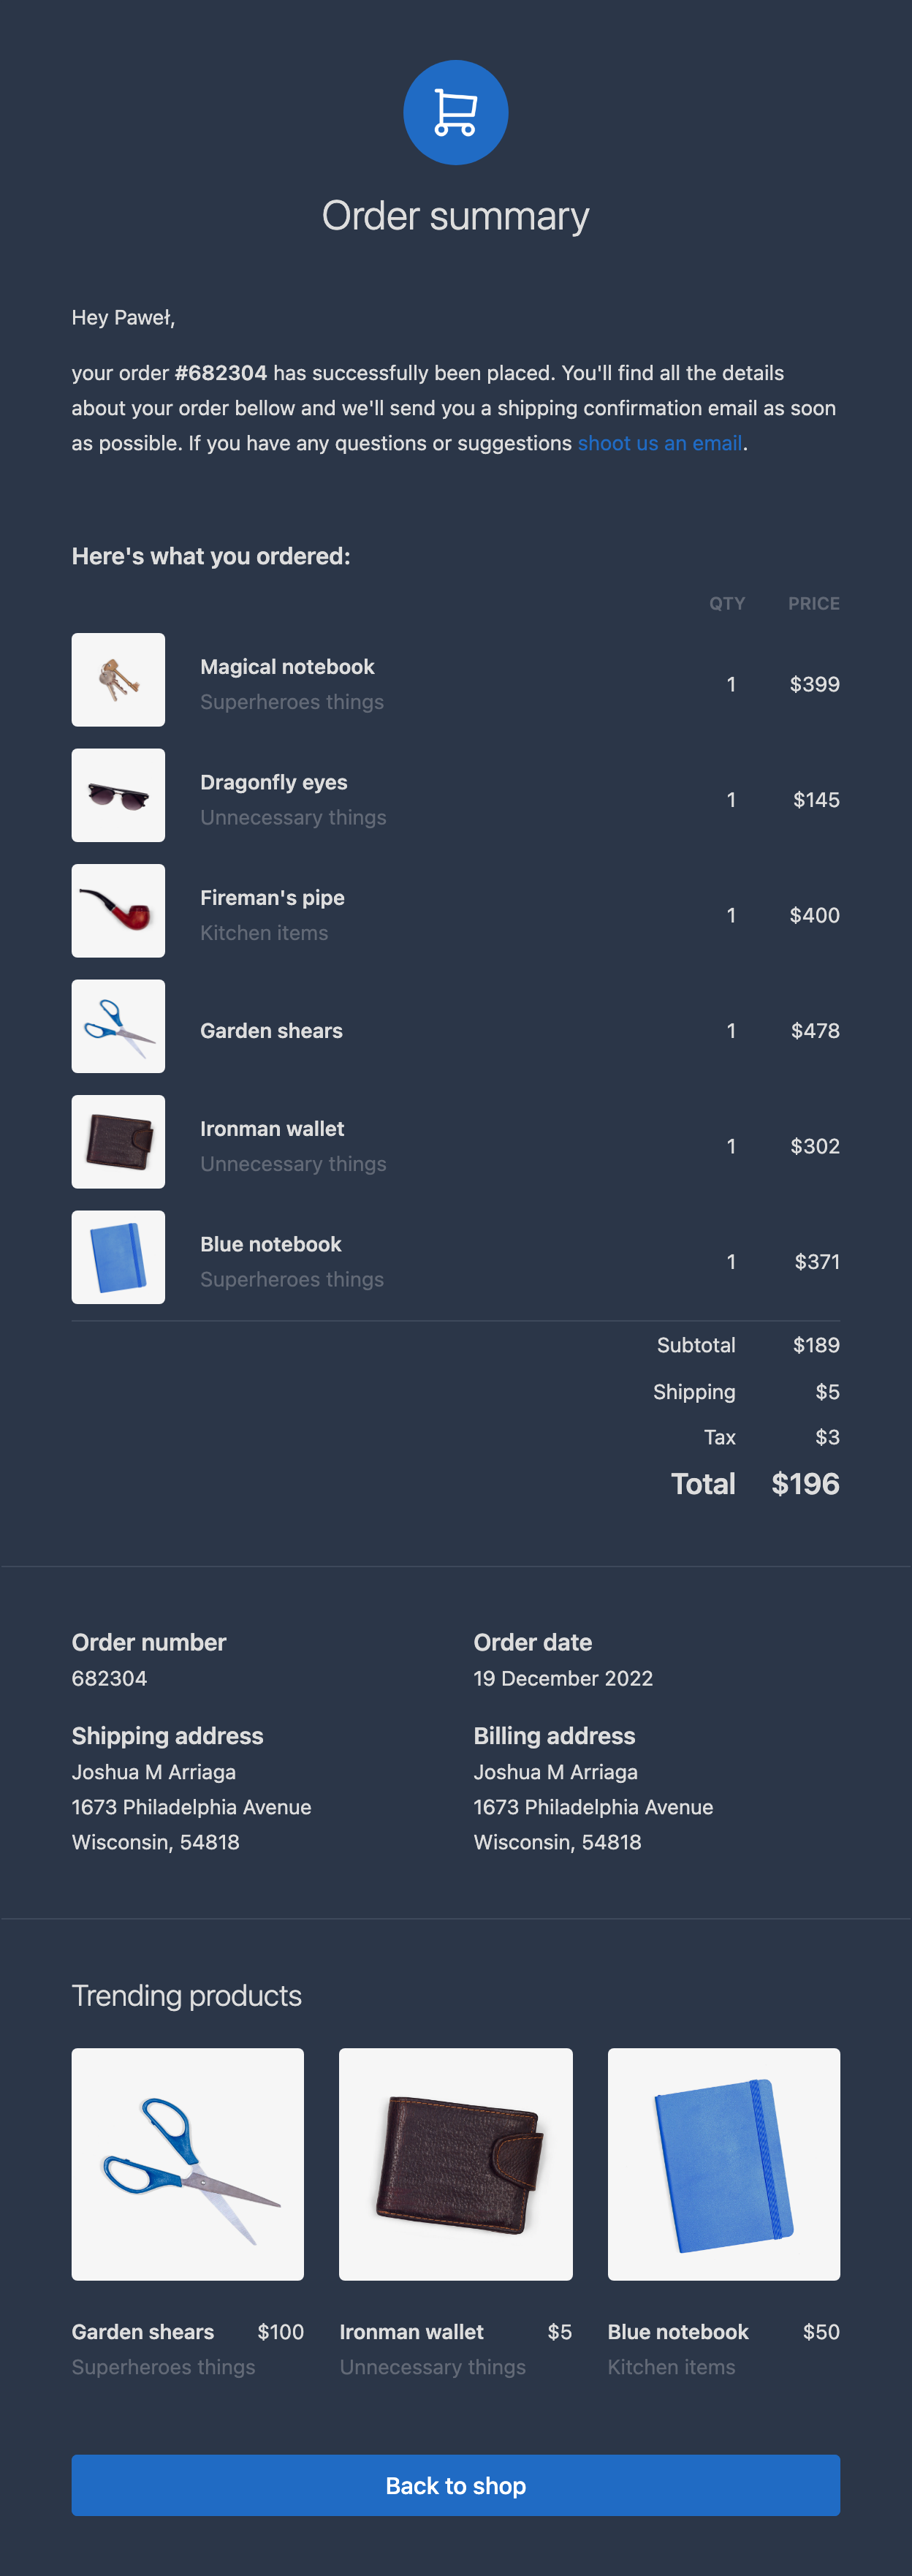 Order summary
Hey Paweł,
your order #682304 has successfully been placed. You'll find all the details
about your order bellow and we'll send you a shipping confirmation email as soon
as possible. If you have any questions or suggestions shoot us an email.
Here's what you ordered:
QTY PRICE
Magical notebook
Superheroes things
1 $399
Dragonfly eyes
Unnecessary things
1 $145
Fireman's pipe
Kitchen items
1 $400
Garden shears 1 $478
Ironman wallet
Unnecessary things
1 $302
Blue notebook
Superheroes things
1 $371
Subtotal $189
Shipping $5
Tax $3
Total $196
Order number
682304
Order date
19 December 2022
Shipping address
Joshua M Arriaga
1673 Philadelphia Avenue
Wisconsin, 54818
Billing address
Joshua M Arriaga
1673 Philadelphia Avenue
Wisconsin, 54818
Trending products
Garden shears $100
Superheroes things
Ironman wallet $5
Unnecessary things
Blue notebook $50
Kitchen items
Back to shop